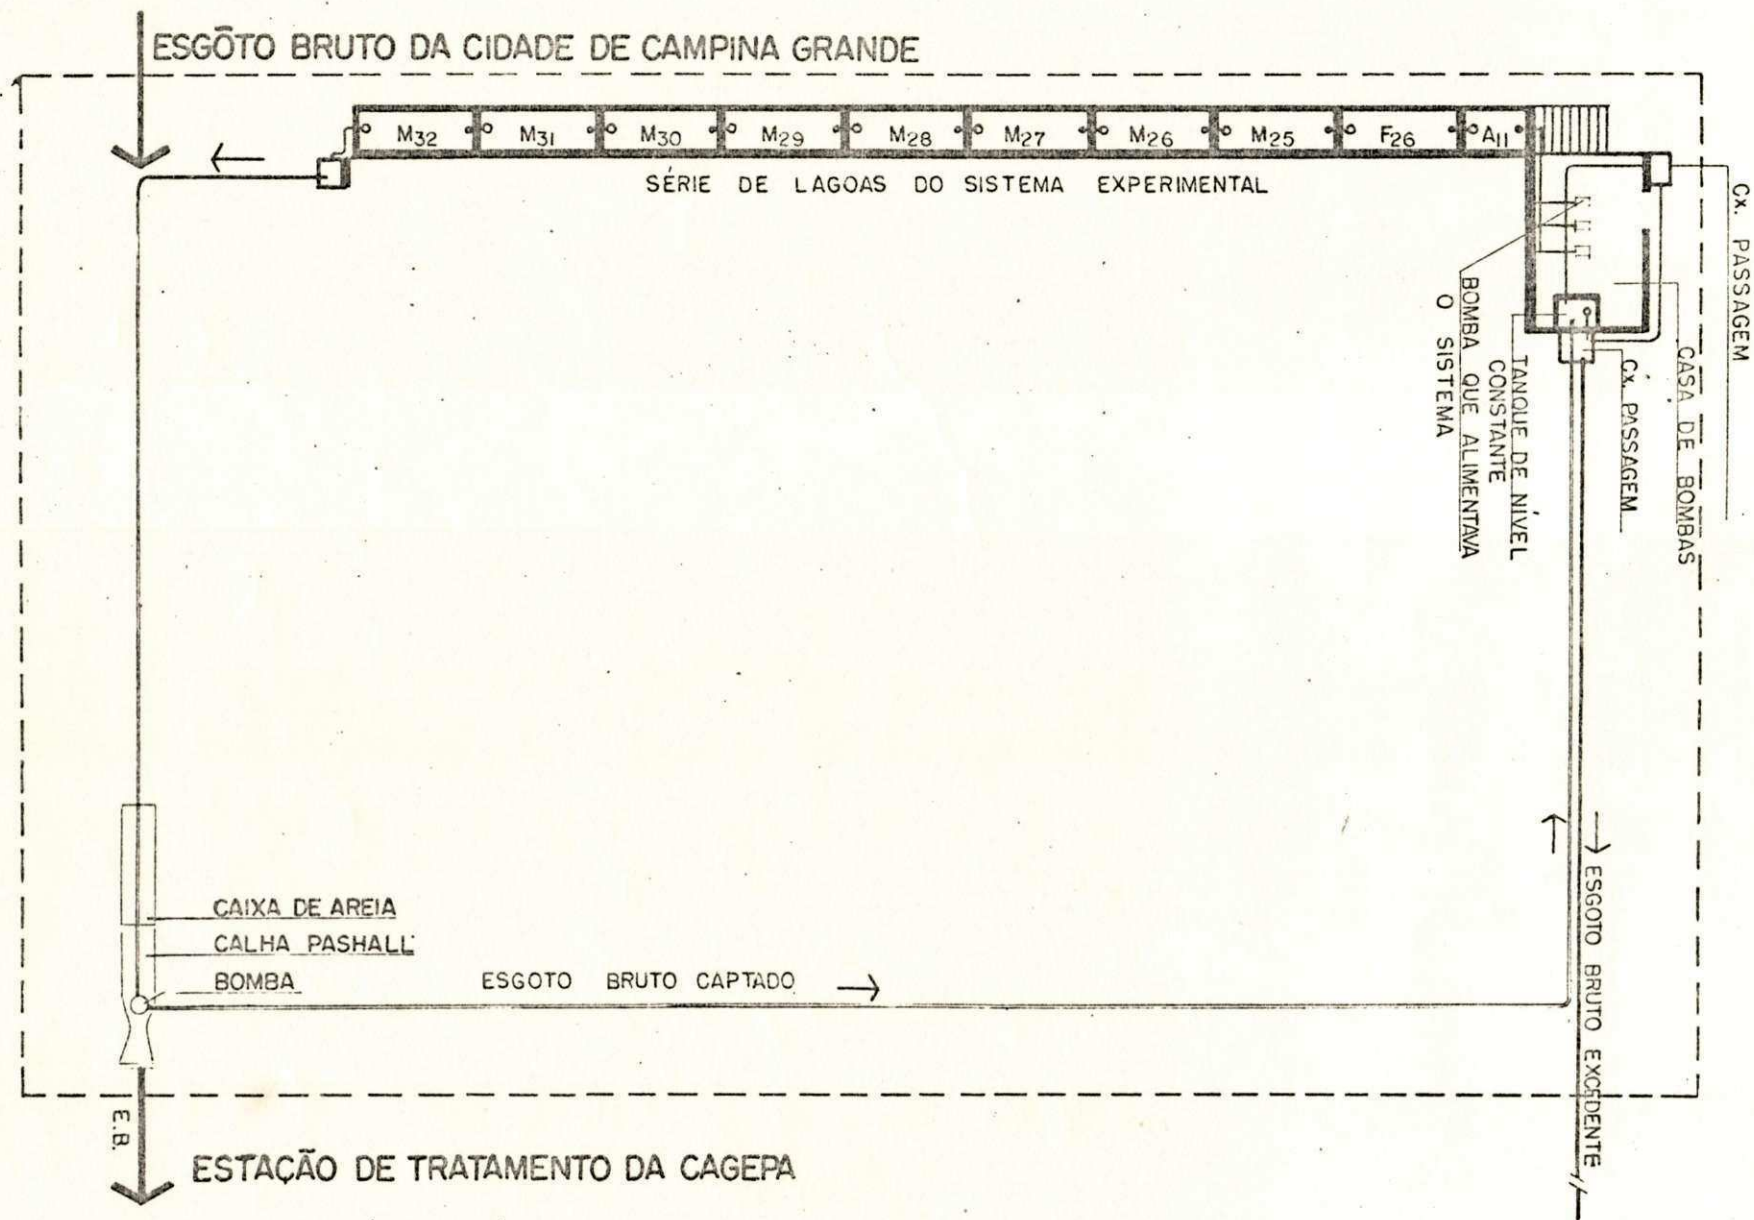 ESGÔTO BRUTO DA CIDADE DE CAMPINA GRANDE
M32 M31 M30 M29 M28 M27 M26 M25 F26 A11
SÉRIE DE LAGOAS DO SISTEMA EXPERIMENTAL
Cx. PASSAGEM
CASA DE BOMBAS
Cx. PASSAGEM
TANQUE DE NÍVEL
CONSTANTE
BOMBA QUE ALIMENTAVA
O SISTEMA
CAIXA DE AREIA
CALHA PASHALL
BOMBA
ESGOTO BRUTO CAPTADO
ESGOTO BRUTO EXCEDENTE
E.B.
ESTAÇÃO DE TRATAMENTO DA CAGEPA